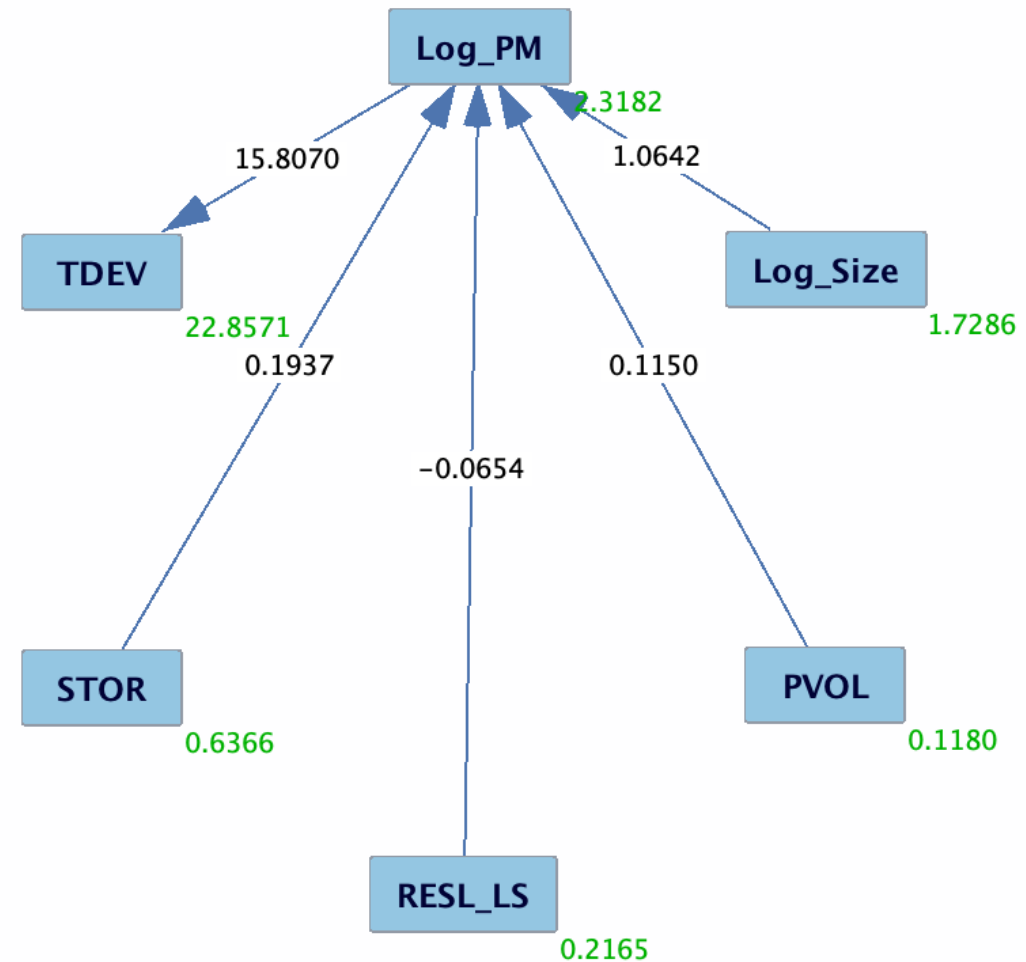 Log_PM
2.3182
15.8070
1.0642
TDEV
Log_Size
22.8571
1.7286
0.1937
0.1150
−0.0654
STOR
PVOL
0.6366
0.1180
RESL_LS
0.2165